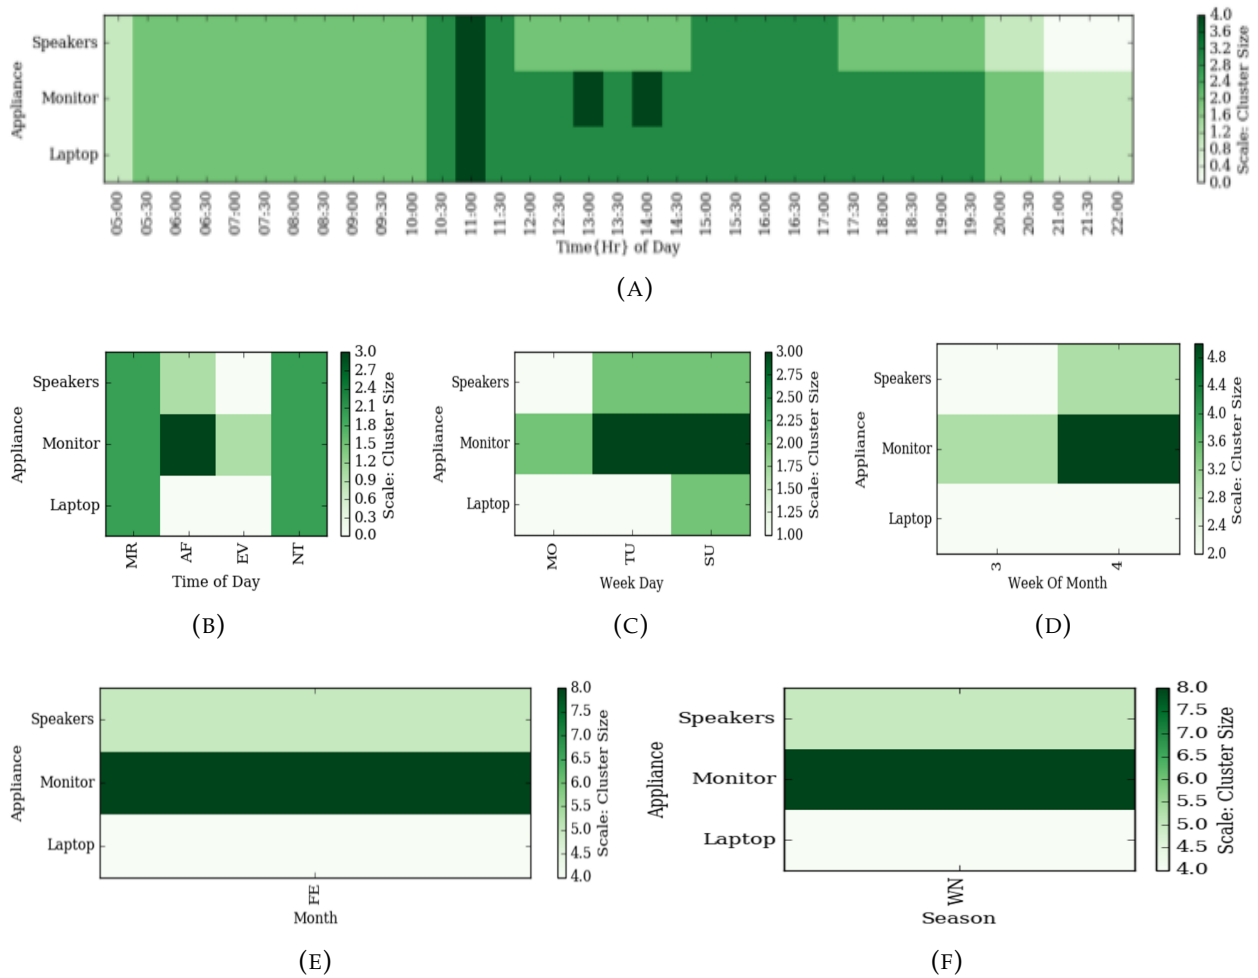 Appliance
Speakers
Monitor
Laptop
05:00 05:30 06:00 06:30 07:00 07:30 08:00 08:30 09:00 09:30 10:00 10:30 11:00 11:30 12:00 12:30 13:00 13:30 14:00 14:30 15:00 15:30 16:00 16:30 17:00 17:30 18:00 18:30 19:00 19:30 20:00 20:30 21:00 21:30 22:00
Time{Hr} of Day
4.0
3.6
3.2
2.8
2.4
2.0
1.6
1.2
0.8
0.4
0.0
Scale: Cluster Size
(A)
Appliance
Speakers
Monitor
Laptop
MR AF EV NT
Time of Day
3.0
2.7
2.4
2.1
1.8
1.5
1.2
0.9
0.6
0.3
0.0
Scale: Cluster Size
(B)
Appliance
Speakers
Monitor
Laptop
MO TU SU
Week Day
3.00
2.75
2.50
2.25
2.00
1.75
1.50
1.25
1.00
Scale: Cluster Size
(C)
Appliance
Speakers
Monitor
Laptop
3 4
Week Of Month
4.8
4.4
4.0
3.6
3.2
2.8
2.4
2.0
Scale: Cluster Size
(D)
Appliance
Speakers
Monitor
Laptop
FE
Month
8.0
7.5
7.0
6.5
6.0
5.5
5.0
4.5
4.0
Scale: Cluster Size
(E)
Appliance
Speakers
Monitor
Laptop
WN
Season
8.0
7.5
7.0
6.5
6.0
5.5
5.0
4.5
4.0
Scale: Cluster Size
(F)